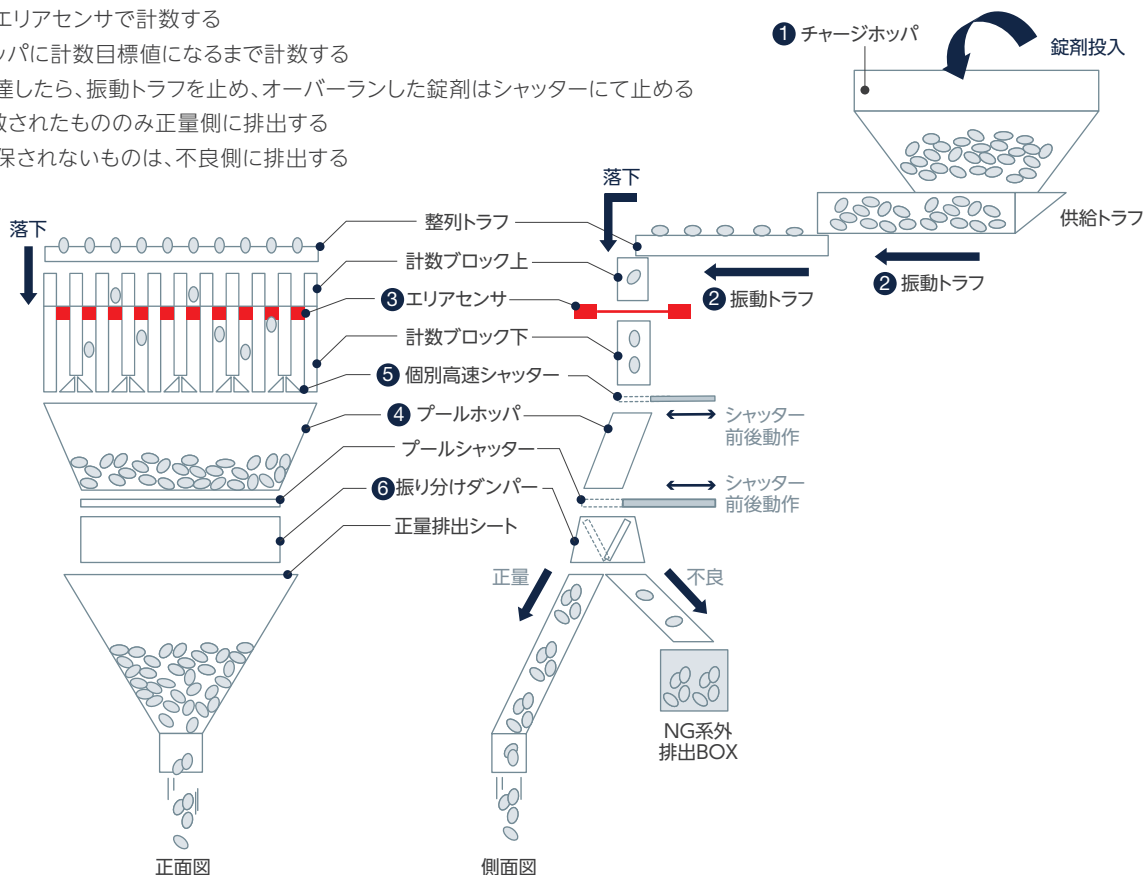 エリアセンサで計数する
ッパに計数目標値になるまで計数する
達したら、振動トラフを止め、オーバーランした錠剤はシャッターにて止める
されたもののみ正量側に排出する
保されないものは、不良側に排出する
1 チャージホッパ
錠剤投入
供給トラフ
2 振動トラフ
2 振動トラフ
落下
落下
整列トラフ
計数ブロック上
3 エリアセンサ
計数ブロック下
5 個別高速シャッター
4 プールホッパ
プールシャッター
6 振り分けダンパー
正量排出シート
シャッター
前後動作
シャッター
前後動作
正量
不良
NG系外
排出BOX
正面図
側面図